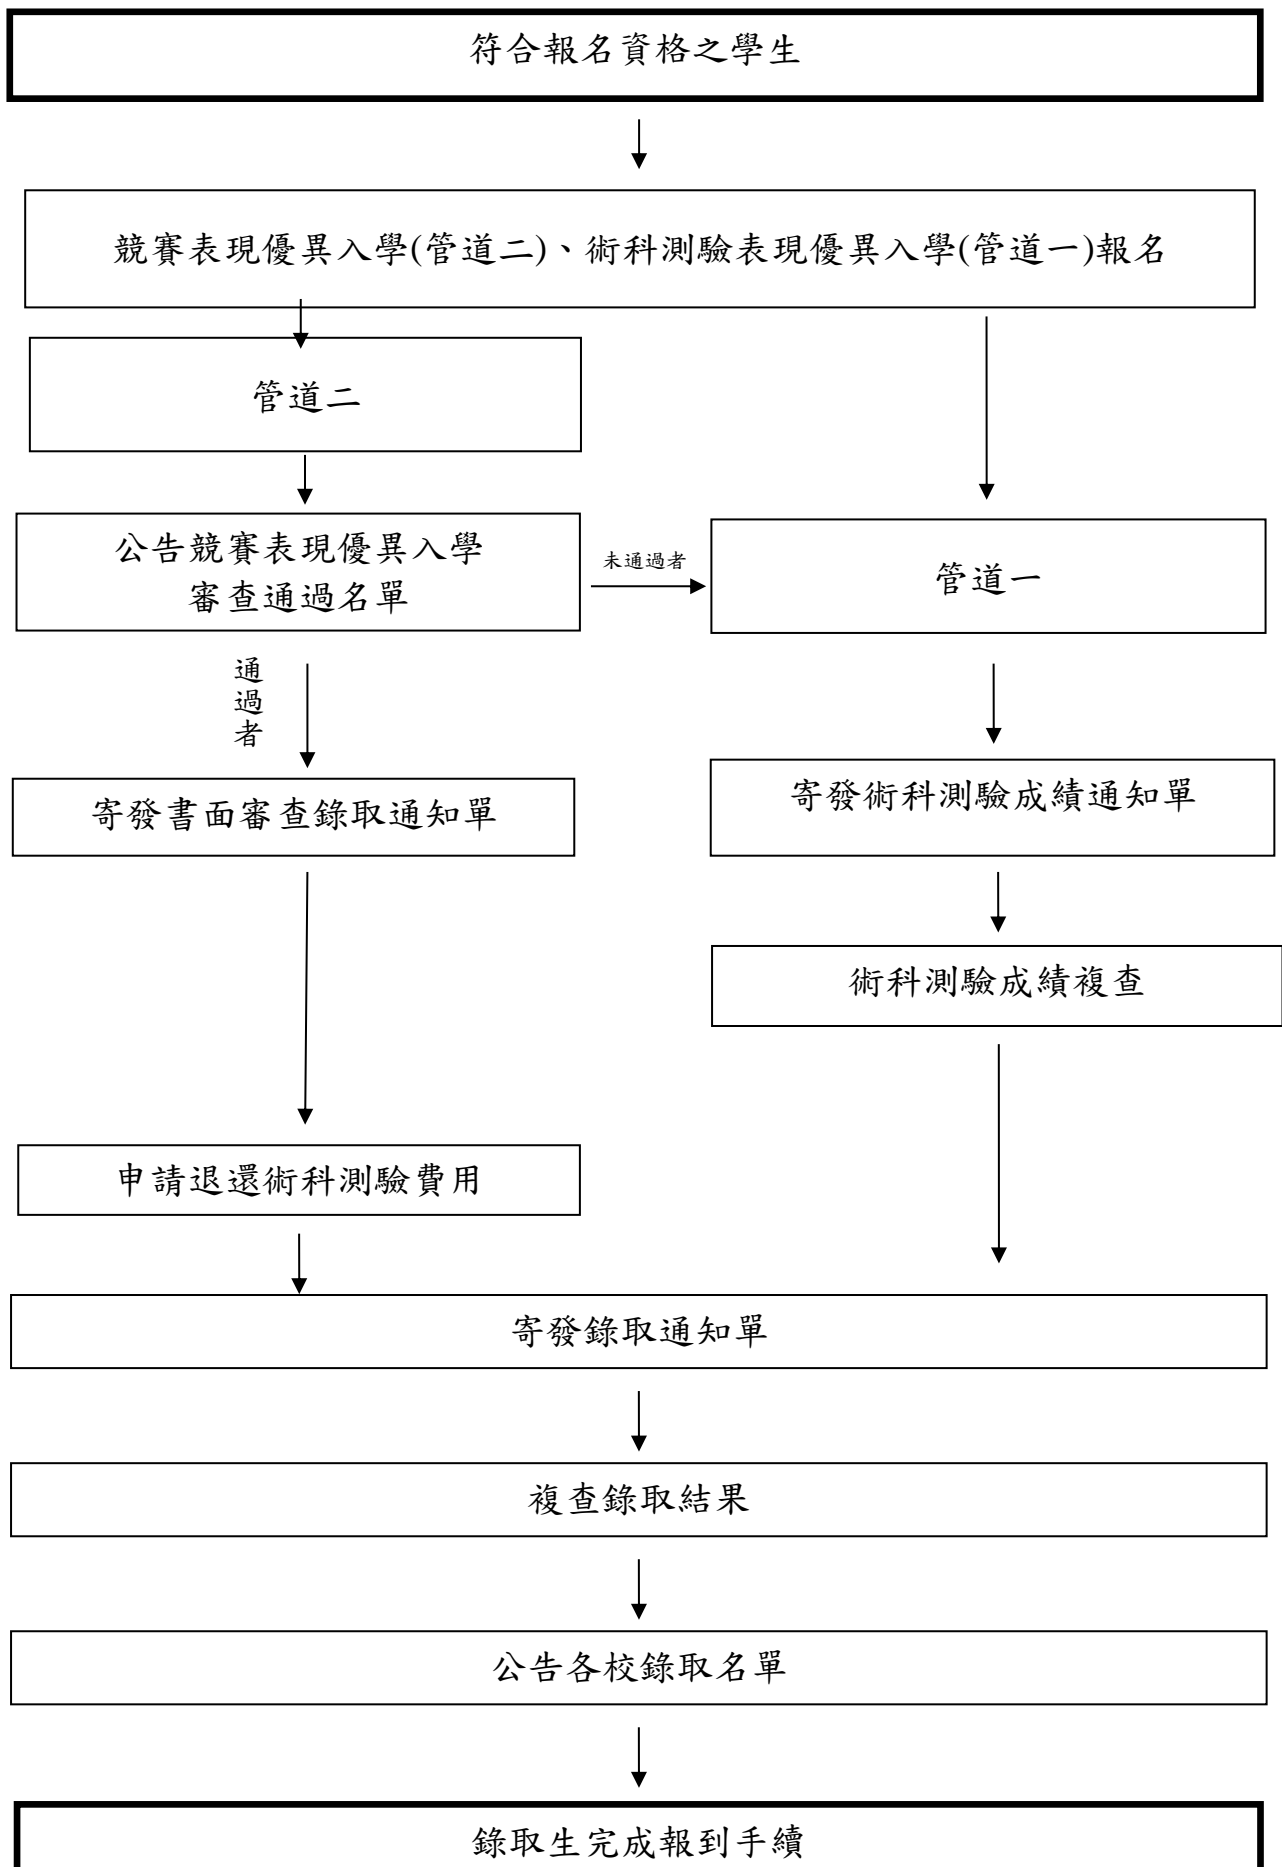 符合報名資格之學生
競賽表現優異入學(管道二)、術科測驗表現優異入學(管道一)報名
管道二
公告競賽表現優異入學
審查通過名單
未通過者
管道一
通過者
寄發書面審查錄取通知單
寄發術科測驗成績通知單
術科測驗成績複查
申請退還術科測驗費用
寄發錄取通知單
複查錄取結果
公告各校錄取名單
錄取生完成報到手續